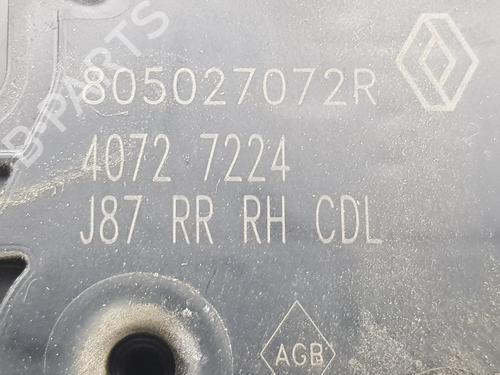 805027072R
4072 7224
J87 RR RH CDL
AGB
B-PARTS